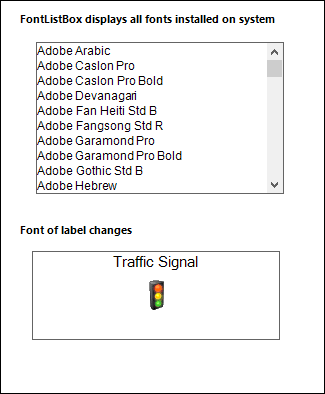 FontListBox displays all fonts installed on system
Adobe Arabic
Adobe Caslon Pro
Adobe Caslon Pro Bold
Adobe Devanagari
Adobe Fan Heiti Std B
Adobe Fangsong Std R
Adobe Garamond Pro
Adobe Garamond Pro Bold
Adobe Gothic Std B
Adobe Hebrew
Font of label changes
Traffic Signal